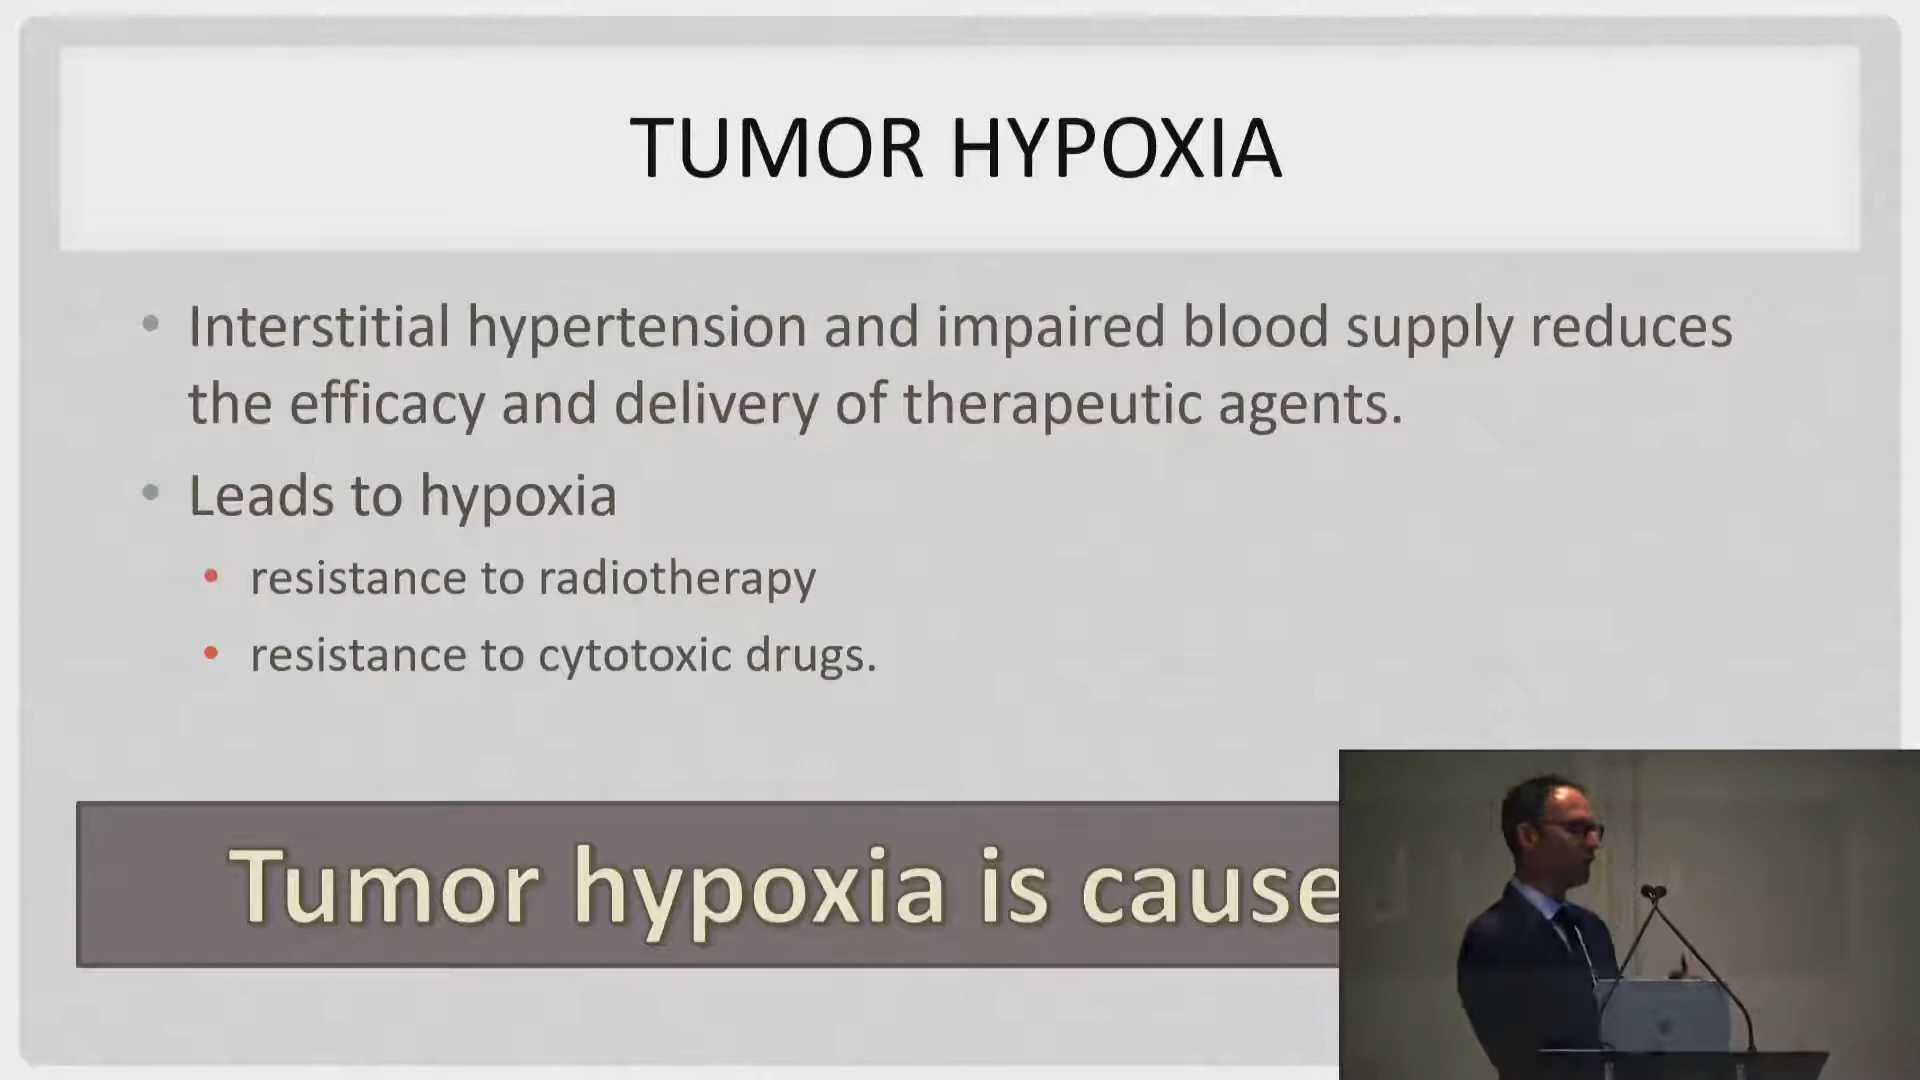 TUMOR HYPOXIA
• Interstitial hypertension and impaired blood supply reduces
the efficacy and delivery of therapeutic agents.
• Leads to hypoxia
• resistance to radiotherapy
• resistance to cytotoxic drugs.
Tumor hypoxia is cause